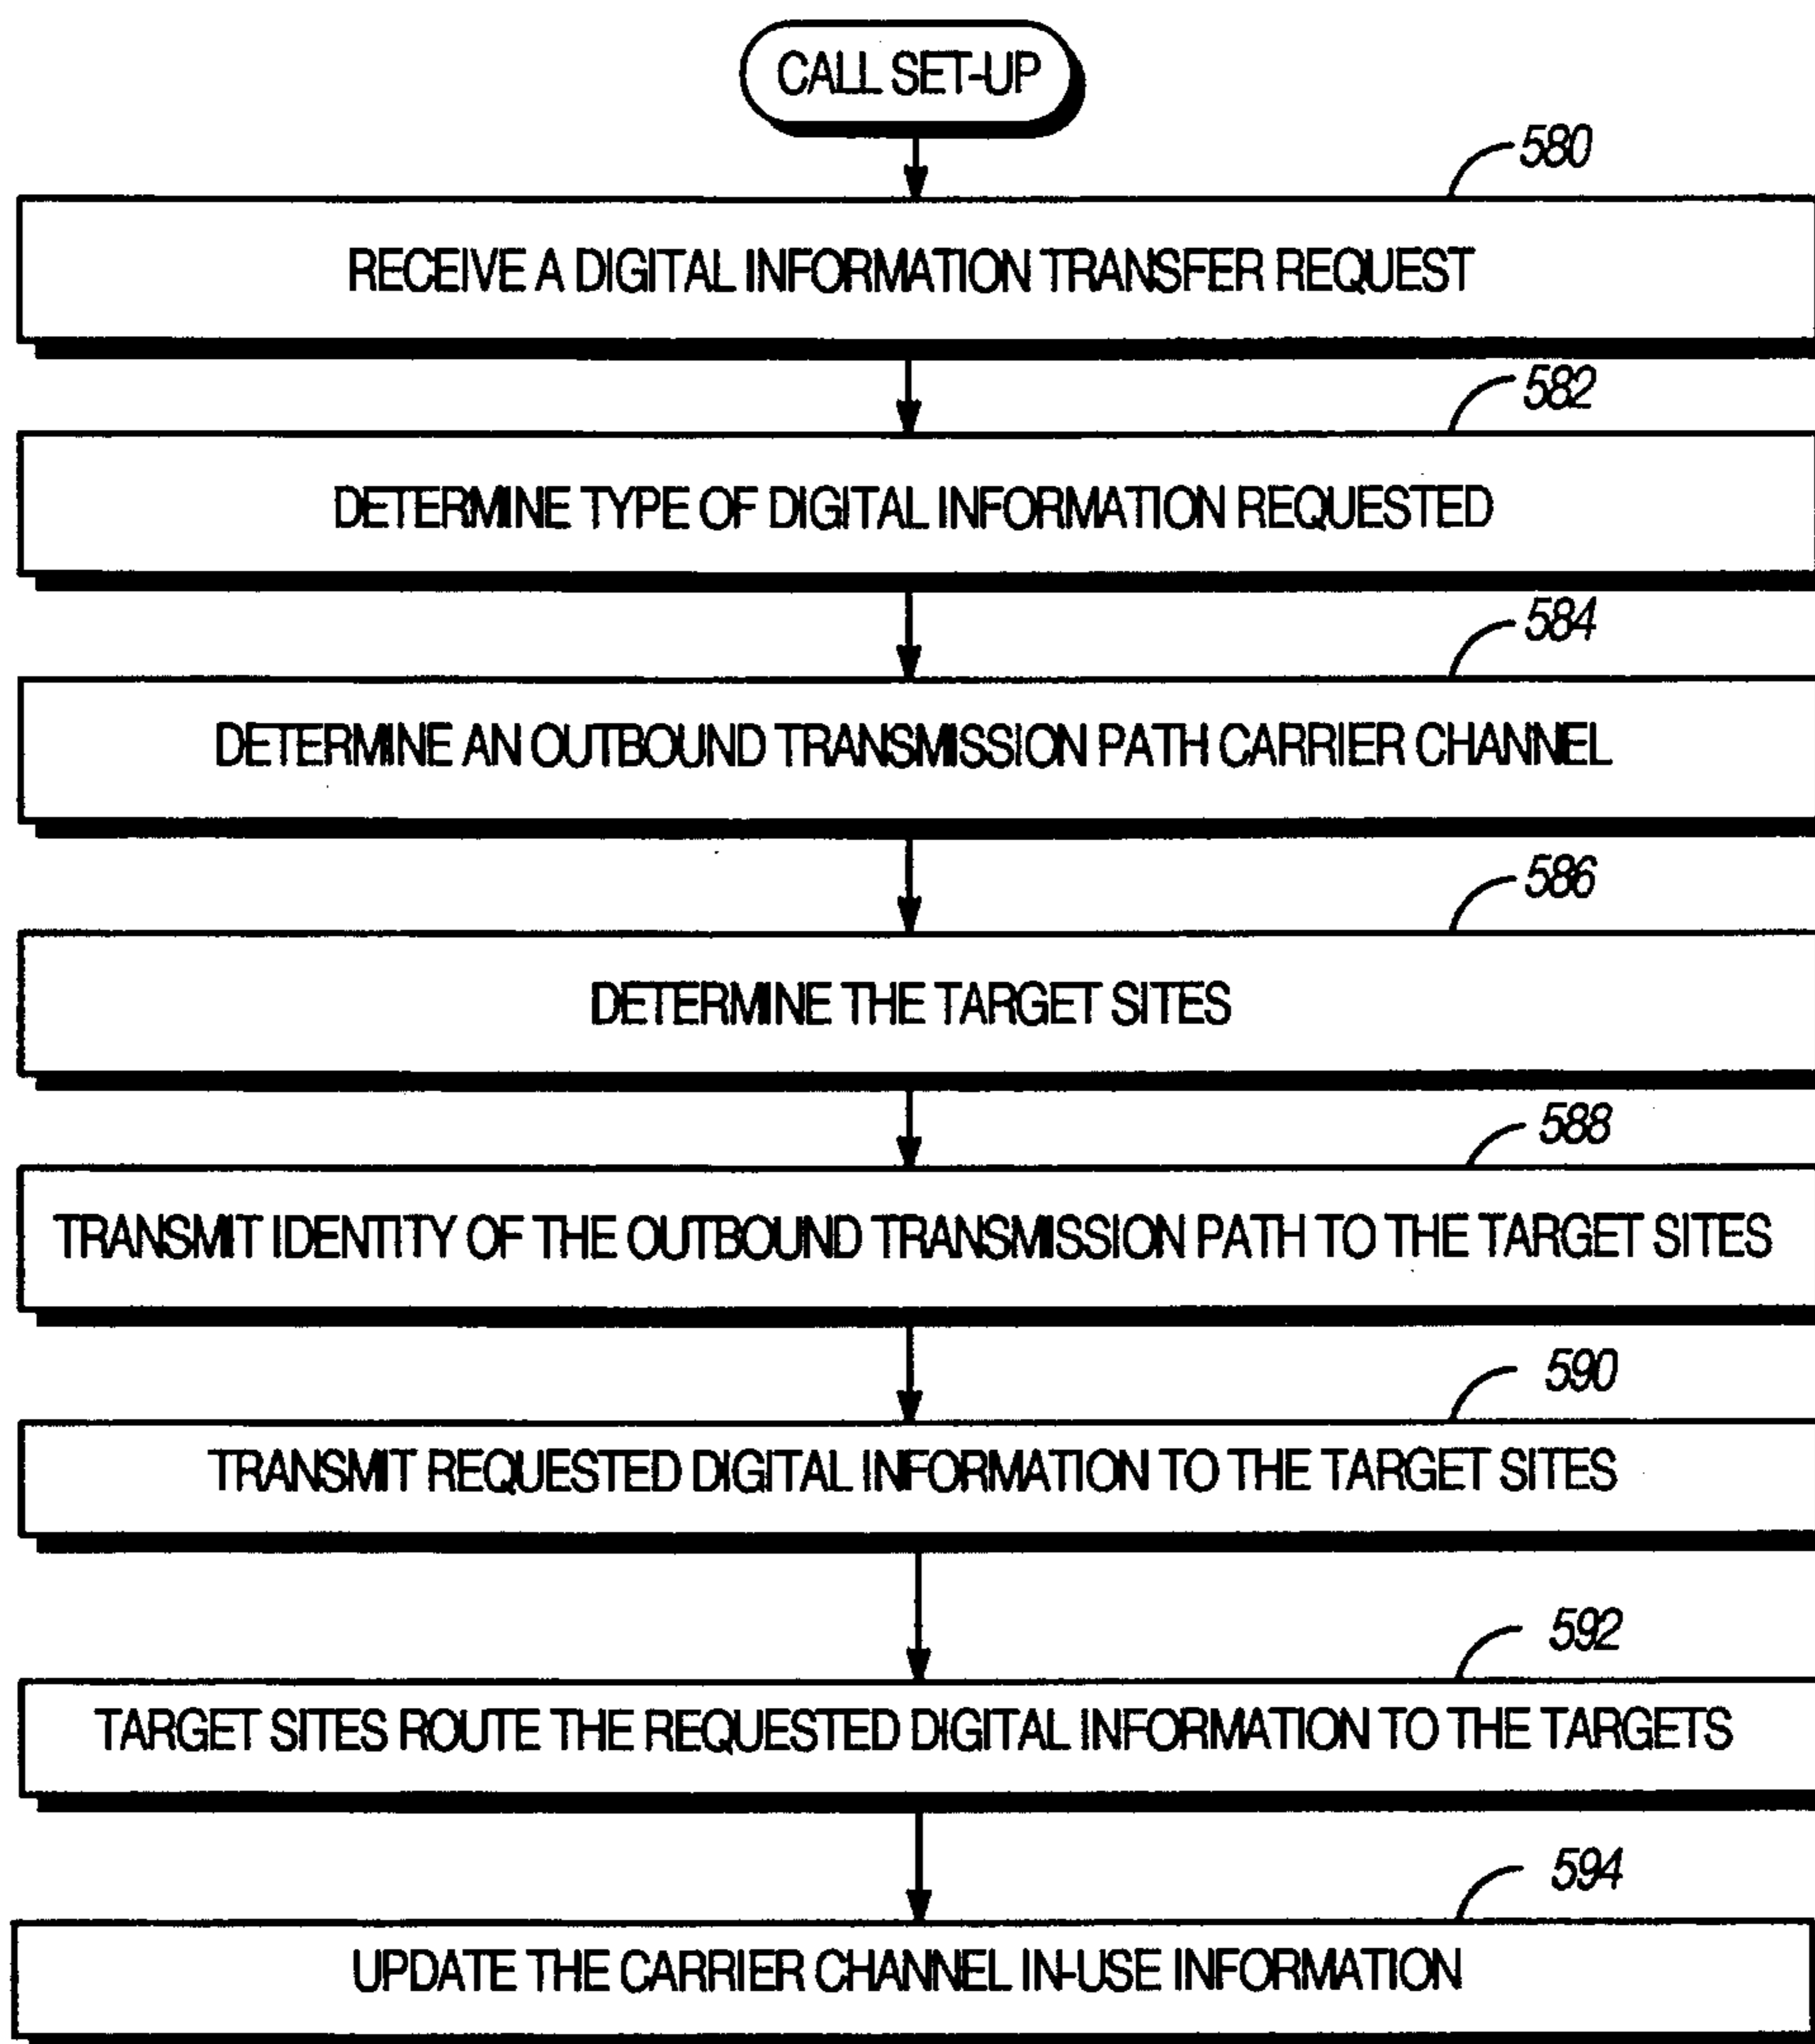 CALL SET-UP
580
RECEIVE A DIGITAL INFORMATION TRANSFER REQUEST
582
DETERMINE TYPE OF DIGITAL INFORMATION REQUESTED
584
DETERMINE AN OUTBOUND TRANSMISSION PATH CARRIER CHANNEL
586
DETERMINE THE TARGET SITES
588
TRANSMIT IDENTITY OF THE OUTBOUND TRANSMISSION PATH TO THE TARGET SITES
590
TRANSMIT REQUESTED DIGITAL INFORMATION TO THE TARGET SITES
592
TARGET SITES ROUTE THE REQUESTED DIGITAL INFORMATION TO THE TARGETS
594
UPDATE THE CARRIER CHANNEL IN-USE INFORMATION